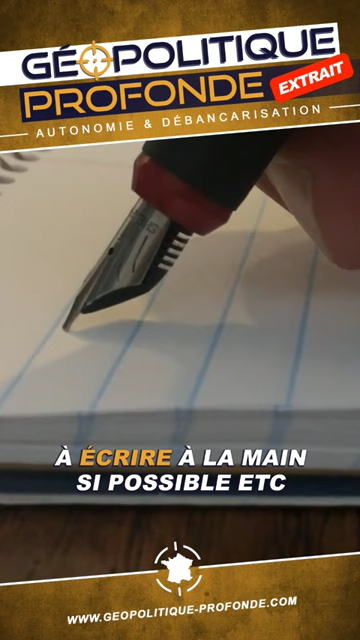 GÉOPOLITIQUE
PROFONDE
EXTRAIT
AUTONOMIE & DÉBANCARISATION
À ÉCRIRE À LA MAIN
SI POSSIBLE ETC
WWW.GEOPOLITIQUE-PROFONDE.COM